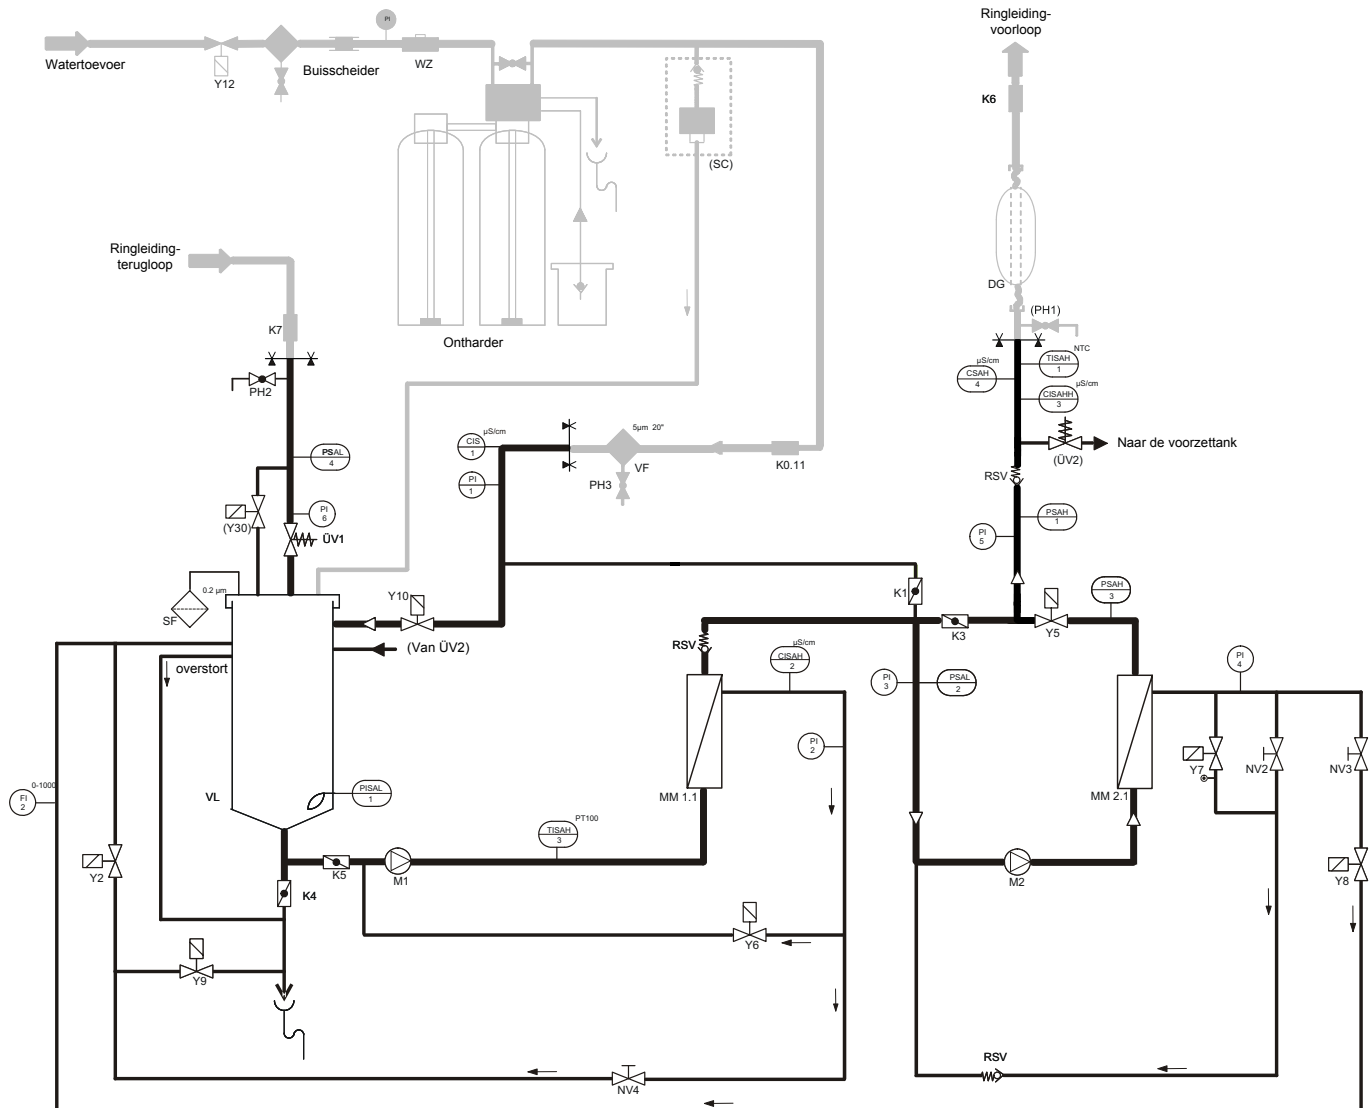 Ringleiding-
voorloop
PI
Watertoevoer
Buisscheider
WZ
Y12
K6
(SC)
Ringleiding-
terugloop
DG
K7
Ontharder
(PH1)
NTC
µS/cm
TISAH
1
CSAH
4
µS/cm
CISAHH
3
PH2
µS/cm
CIS
1
5µm 20"
VF
K0.11
Naar de voorzettank
(ÜV2)
PSAL
4
PI
1
PH3
RSV
PI
6
PSAH
1
(Y30)
ÜV1
PI
5
0.2 µm
SF
Y10
K1
PSAH
3
K3
Y5
(Van ÜV2)
RSV
µS/cm
CISAH
2
overstort
PI
3
PSAL
2
PI
4
PI
2
Y7
NV2
NV3
0-1000
FI
2
VL
PISAL
1
MM 1.1
MM 2.1
PT100
TISAH
3
Y2
K5
M1
M2
Y8
K4
Y6
Y9
RSV
NV4